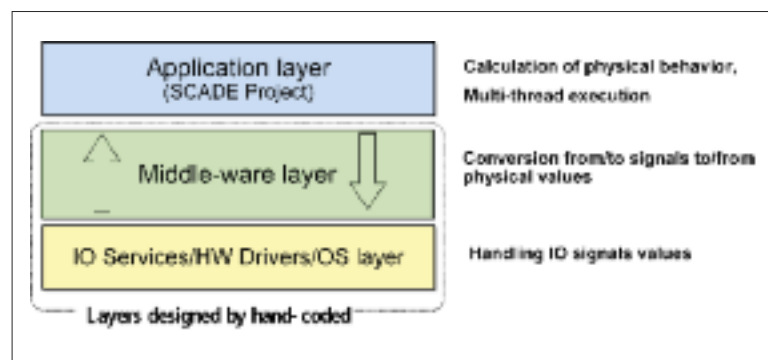 Application layer
(SCADE Project)
Calculation of physical behavior,
Multi-thread execution
Middle-ware layer
Conversion from/to signals to/from
physical values
IO Services/HW Drivers/OS layer
Handling IO signals values
Layers designed by hand- coded